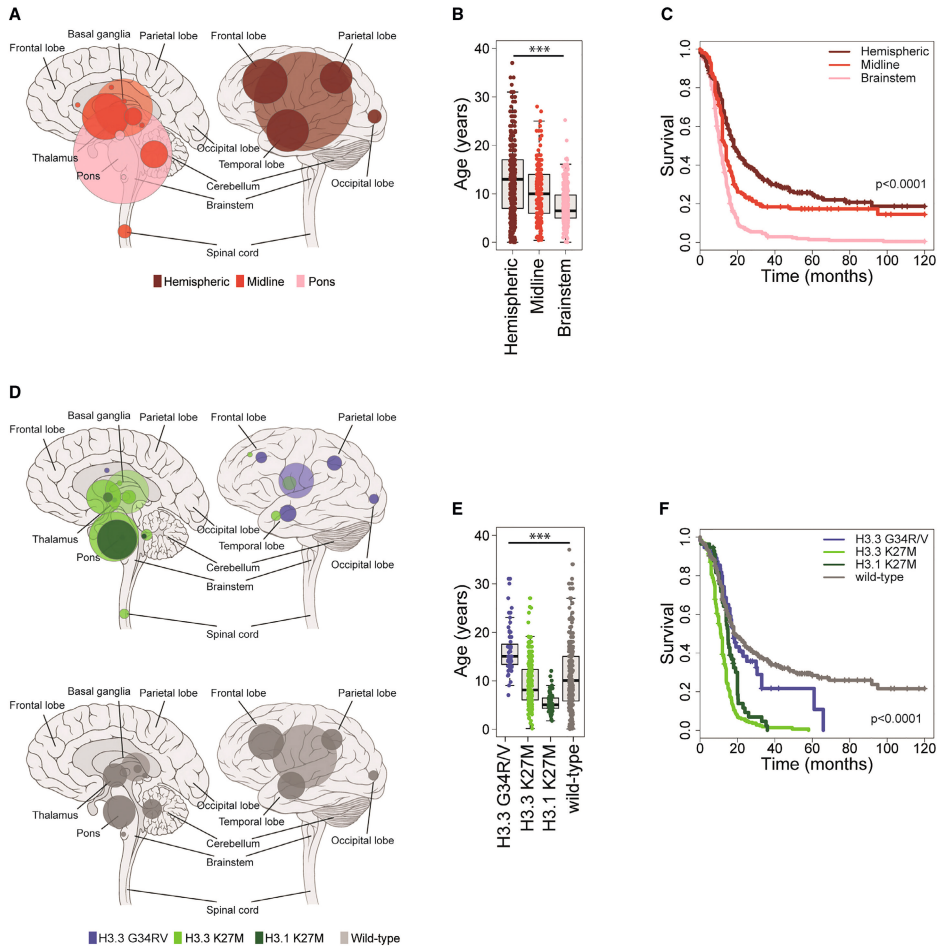 A
Basal ganglia
Parietal lobe
Frontal lobe
Frontal lobe
Parietal lobe
Occipital lobe
Thalamus
Temporal lobe
Pons
Cerebellum
Occipital lobe
Brainstem
Spinal cord
Hemispheric Midline Pons
B
***
Age (years)
40
30
20
10
0
Hemispheric
Midline
Brainstem
C
Hemispheric
Midline
Brainstem
Survival
1.0
0.8
0.6
0.4
0.2
0.0
p<0.0001
0 20 40 60 80 100 120
Time (months)
D
Basal ganglia
Parietal lobe
Frontal lobe
Frontal lobe
Parietal lobe
Occipital lobe
Thalamus
Temporal lobe
Pons
Cerebellum
Occipital lobe
Brainstem
Spinal cord
Basal ganglia
Parietal lobe
Frontal lobe
Frontal lobe
Parietal lobe
Occipital lobe
Thalamus
Temporal lobe
Pons
Cerebellum
Occipital lobe
Brainstem
Spinal cord
H3.3 G34RV H3.3 K27M H3.1 K27M Wild-type
E
***
Age (years)
40
30
20
10
0
H3.3 G34R/V
H3.3 K27M
H3.1 K27M
wild-type
F
H3.3 G34R/V
H3.3 K27M
H3.1 K27M
wild-type
Survival
1.0
0.8
0.6
0.4
0.2
0.0
p<0.0001
0 20 40 60 80 100 120
Time (months)